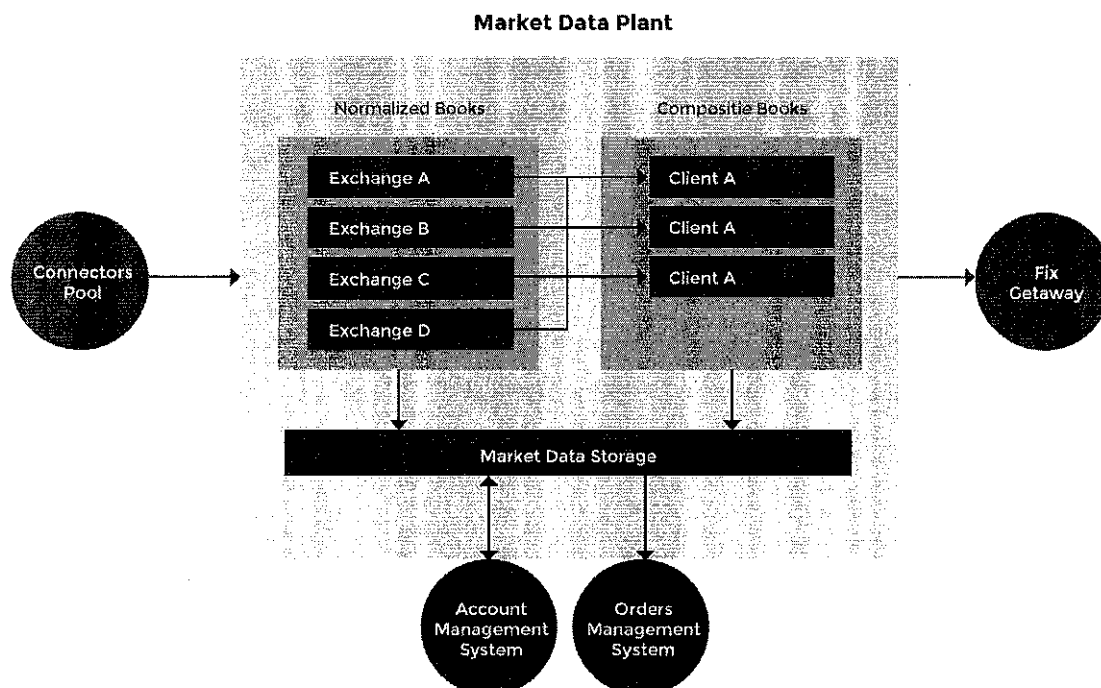 Market Data Plant
Normalized Books
Compositie Books
Exchange A
Exchange B
Exchange C
Exchange D
Client A
Client A
Client A
Connectors
Pool
Fix
Getaway
Market Data Storage
Account
Management
System
Orders
Management
System